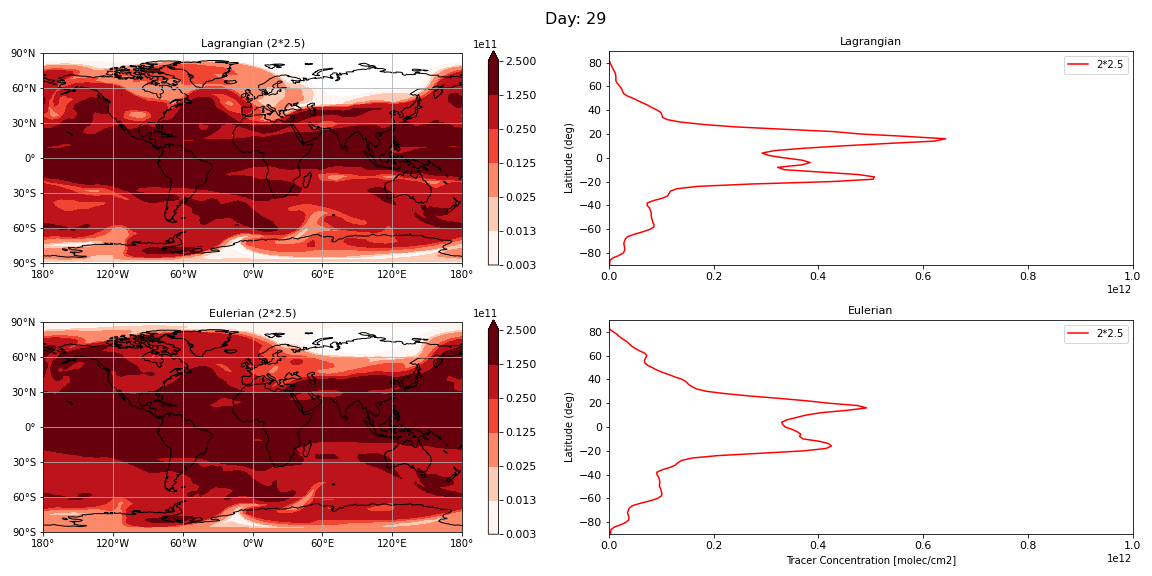 Day: 29
Lagrangian (2*2.5)
1e11
90°N
60°N
30°N
0°
30°S
60°S
90°S
180°
120°W
60°W
0°W
60°E
120°E
180°
2.500
1.250
0.250
0.125
0.025
0.013
0.003
Lagrangian
2*2.5
Latitude (deg)
80
60
40
20
0
−20
−40
−60
−80
0.0
0.2
0.4
0.6
0.8
1.0
1e12
Eulerian (2*2.5)
1e11
90°N
60°N
30°N
0°
30°S
60°S
90°S
180°
120°W
60°W
0°W
60°E
120°E
180°
2.500
1.250
0.250
0.125
0.025
0.013
0.003
Eulerian
2*2.5
Latitude (deg)
80
60
40
20
0
−20
−40
−60
−80
0.0
0.2
0.4
0.6
0.8
1.0
Tracer Concentration [molec/cm2]
1e12